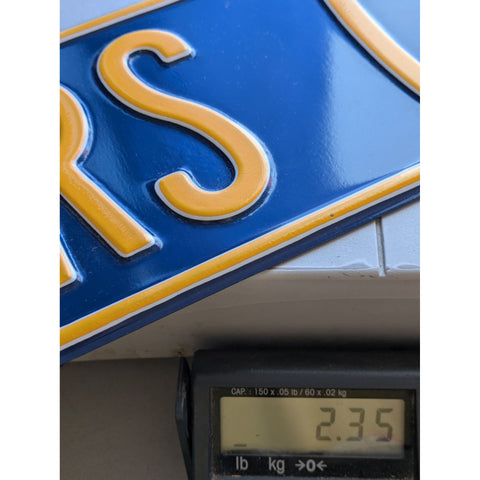 RS
CAP. : 150 x .05 lb / 60 x .02 kg
2.35
lb kg →0←